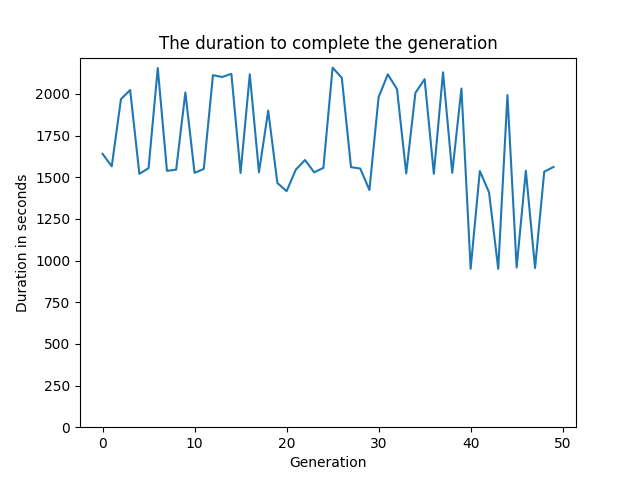 The duration to complete the generation
2000
1750
1500
1250
1000
750
500
250
0
Duration in seconds
0 10 20 30 40 50
Generation